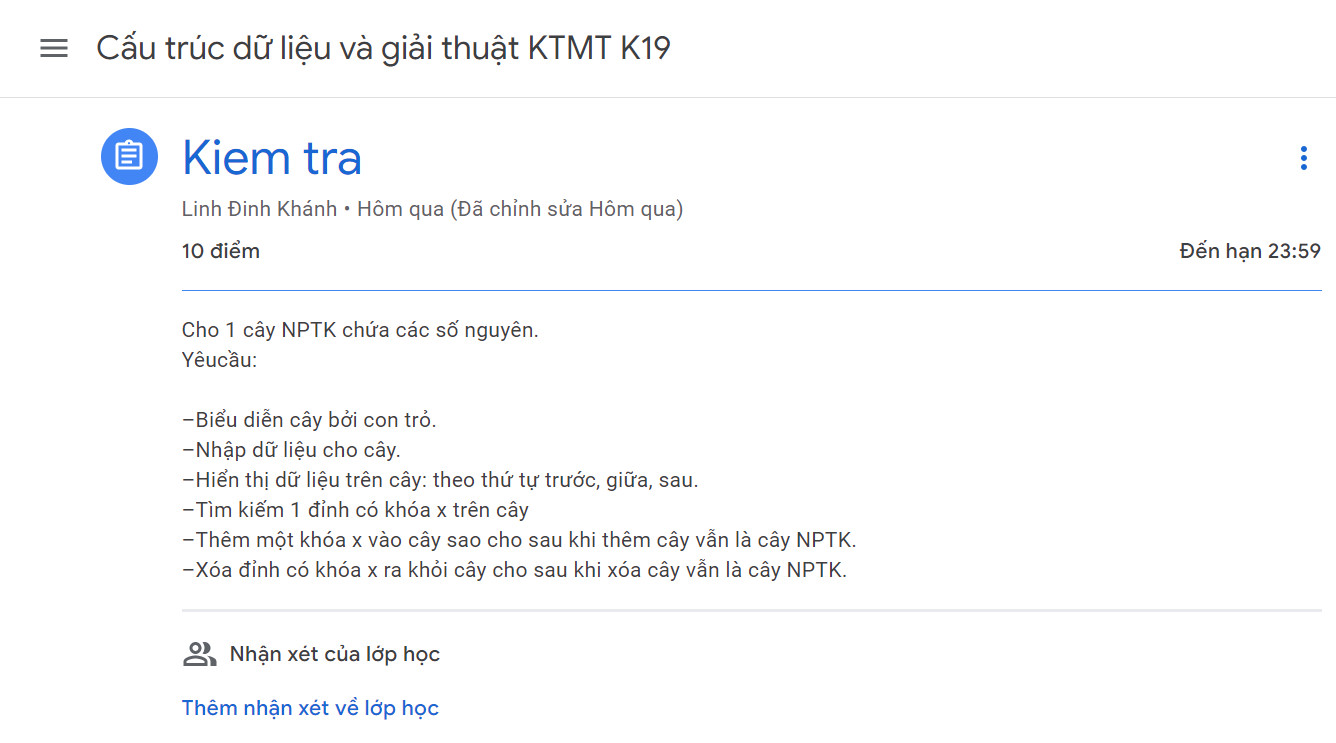 Cấu trúc dữ liệu và giải thuật KTMT K19
Kiem tra
Linh Đinh Khánh • Hôm qua (Đã chỉnh sửa Hôm qua)
10 điểm
Đến hạn 23:59
Cho 1 cây NPTK chứa các số nguyên.
Yêucầu:
–Biểu diễn cây bởi con trỏ.
–Nhập dữ liệu cho cây.
–Hiển thị dữ liệu trên cây: theo thứ tự trước, giữa, sau.
–Tìm kiếm 1 đỉnh có khóa x trên cây
–Thêm một khóa x vào cây sao cho sau khi thêm cây vẫn là cây NPTK.
–Xóa đỉnh có khóa x ra khỏi cây cho sau khi xóa cây vẫn là cây NPTK.
Nhận xét của lớp học
Thêm nhận xét về lớp học